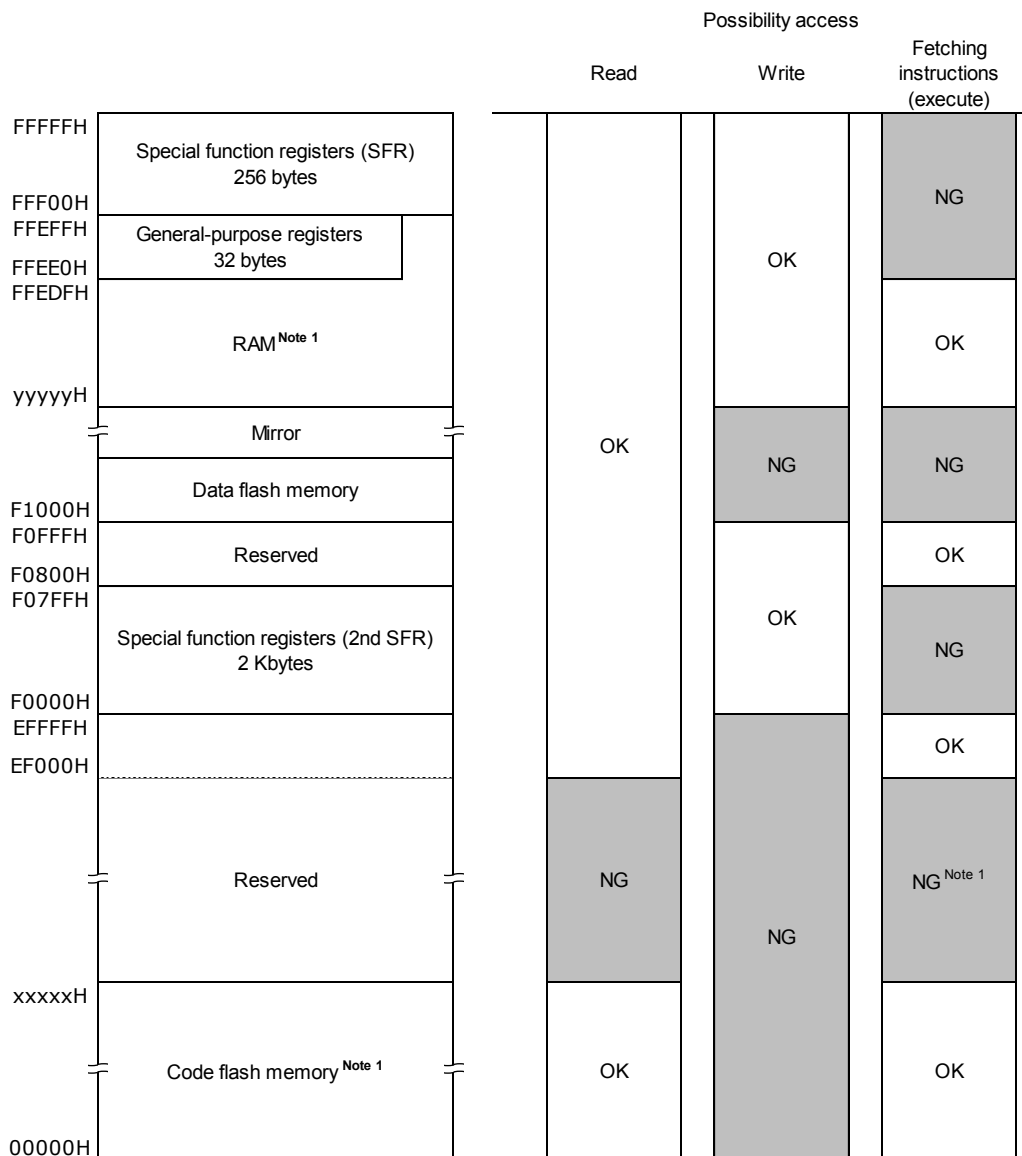 Possibility access
Read
Write
Fetching
instructions
(execute)
FFFFFH
Special function registers (SFR)
256 bytes
NG
FFF00H
FFEFFH
General-purpose registers
32 bytes
OK
FFEE0H
FFEDFH
RAM Note 1
OK
yyyyyH
Mirror
OK
NG
NG
Data flash memory
F1000H
F0FFFH
Reserved
OK
F0800H
F07FFH
OK
Special function registers (2nd SFR)
2 Kbytes
NG
F0000H
EFFFFH
OK
EF000H
Reserved
NG
NG Note 1
NG
xxxxxH
Code flash memory Note 1
OK
OK
00000H